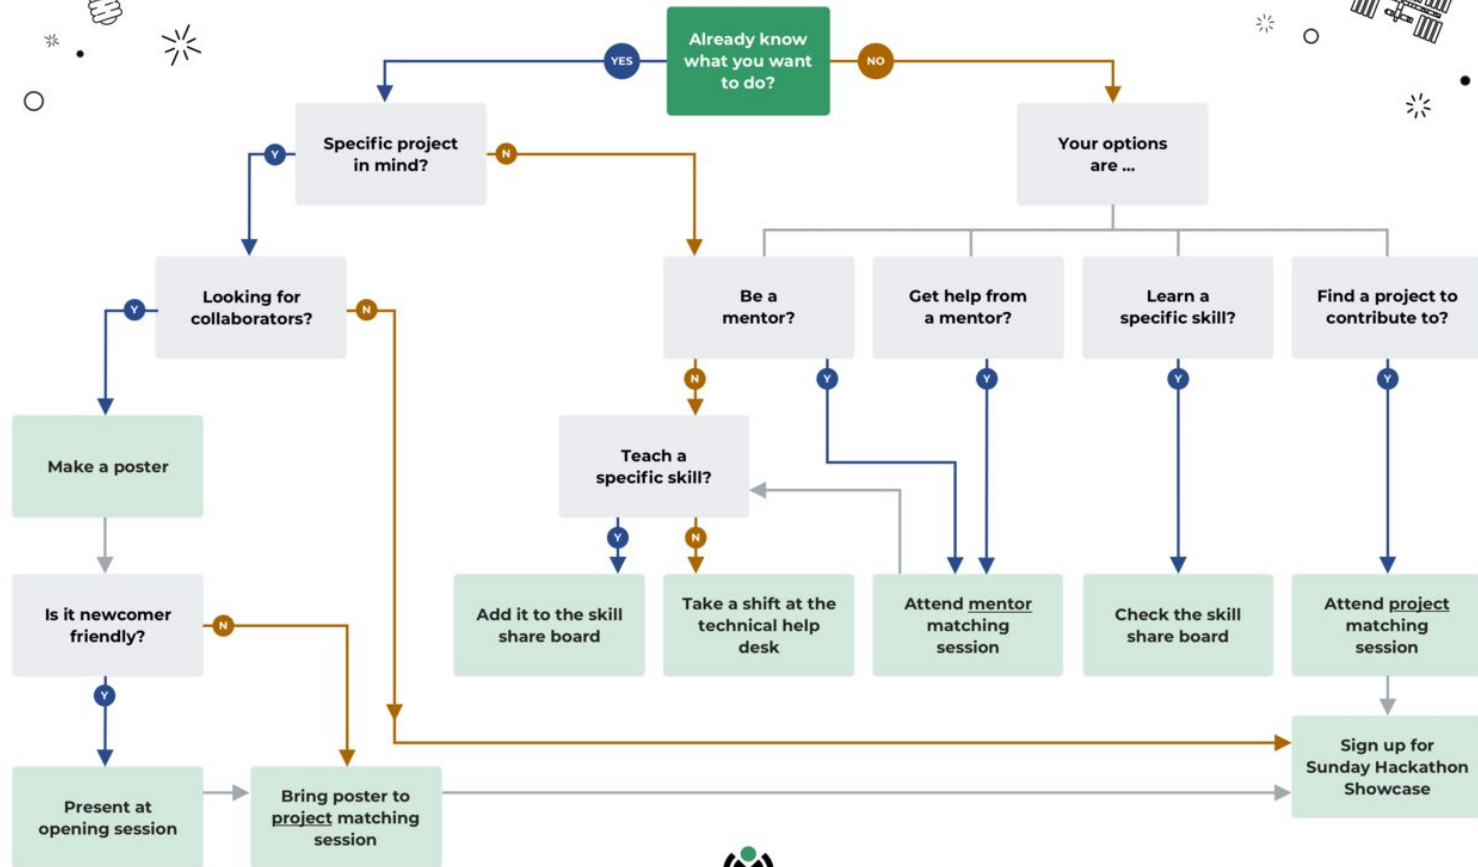 Already know
what you want
to do?
YES
NO
Specific project
in mind?
Y
N
Your options
are ...
Looking for
collaborators?
Y
N
Be a
mentor?
Get help from
a mentor?
Learn a
specific skill?
Find a project to
contribute to?
N
Y
Y
Y
Y
Make a poster
Teach a
specific skill?
Y
N
Is it newcomer
friendly?
N
Y
Add it to the skill
share board
Take a shift at the
technical help
desk
Attend mentor
matching
session
Check the skill
share board
Attend project
matching
session
Present at
opening session
Bring poster to
project matching
session
Sign up for
Sunday Hackathon
Showcase